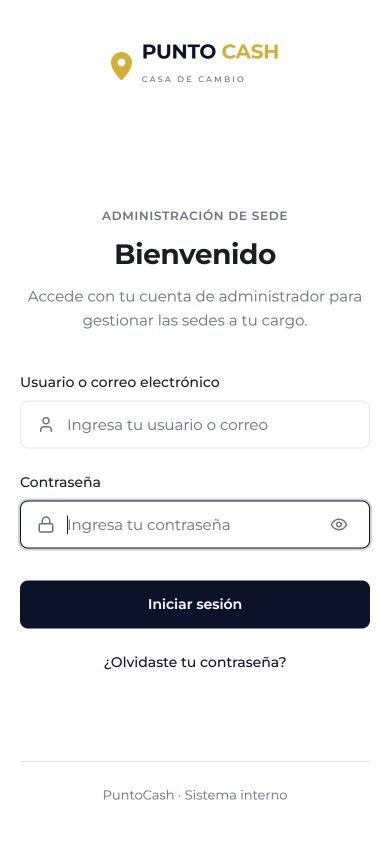 PUNTO CASH
CASA DE CAMBIO
ADMINISTRACIÓN DE SEDE
Bienvenido
Accede con tu cuenta de administrador para
gestionar las sedes a tu cargo.
Usuario o correo electrónico
Ingresa tu usuario o correo
Contraseña
Ingresa tu contraseña
Iniciar sesión
¿Olvidaste tu contraseña?
PuntoCash · Sistema interno